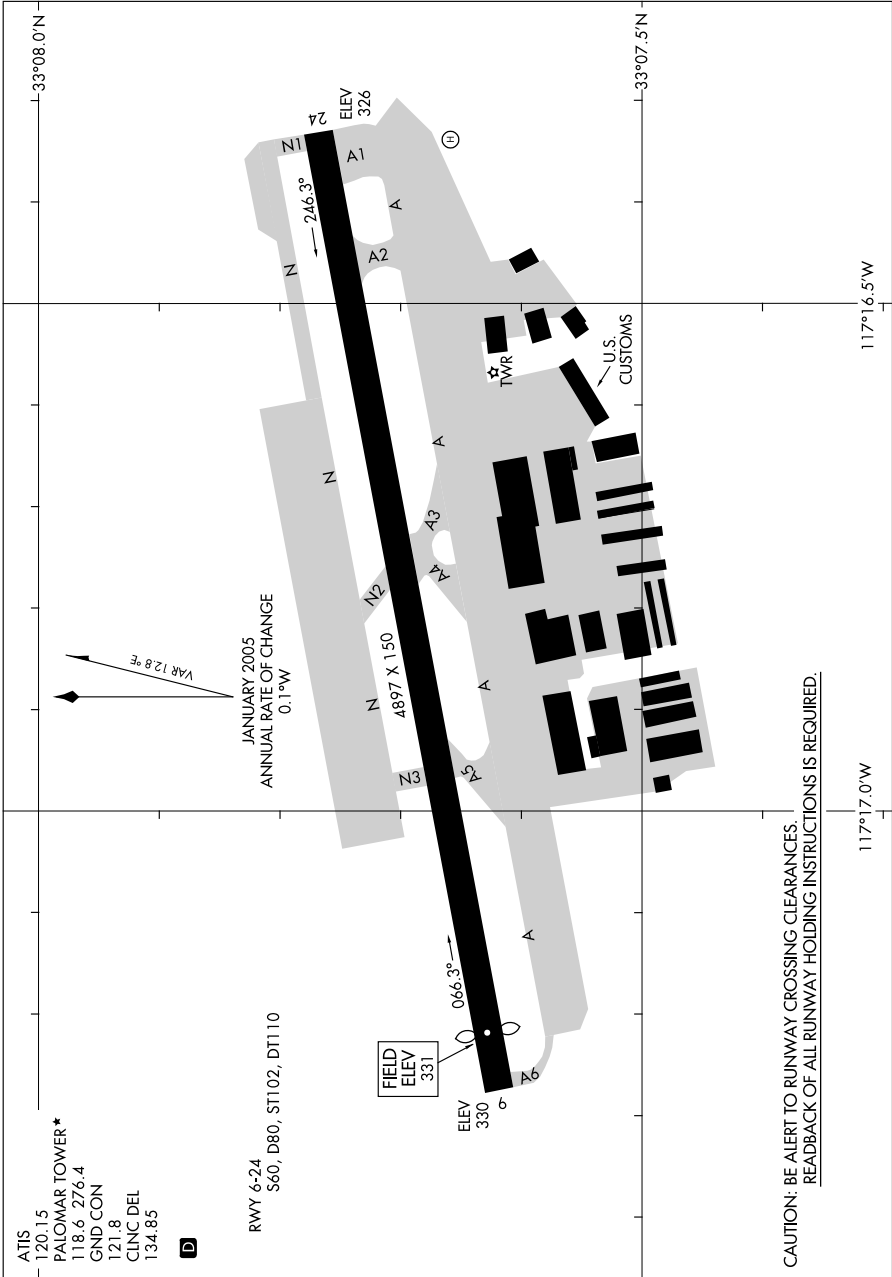 ATIS
120.15
PALOMAR TOWER★
118.6 276.4
GND CON
121.8
CLNC DEL
134.85
D
RWY 6-24
S60, D80, ST102, DT110
33°08.0'N
33°07.5'N
117°16.5'W
117°17.0'W
VAR 12.8°E
JANUARY 2005
ANNUAL RATE OF CHANGE
0.1°W
24
ELEV
326
N1
A1
246.3°
A
N
A2
H
TWR
U.S.
CUSTOMS
N
A
A3
A4
N2
4897 X 150
N
A
N3
A5
A
066.3°
FIELD
ELEV
331
ELEV
330
6
A6
CAUTION: BE ALERT TO RUNWAY CROSSING CLEARANCES.
READBACK OF ALL RUNWAY HOLDING INSTRUCTIONS IS REQUIRED.